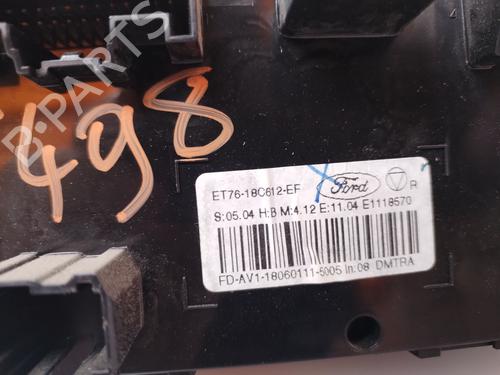 B-PARTS
498
ET76-18C612-EF Ford R
S:05.04 H:B M:4.12 E:11.04 E1118570
FD-AV1-18060111-5005 In:08 DMTRA